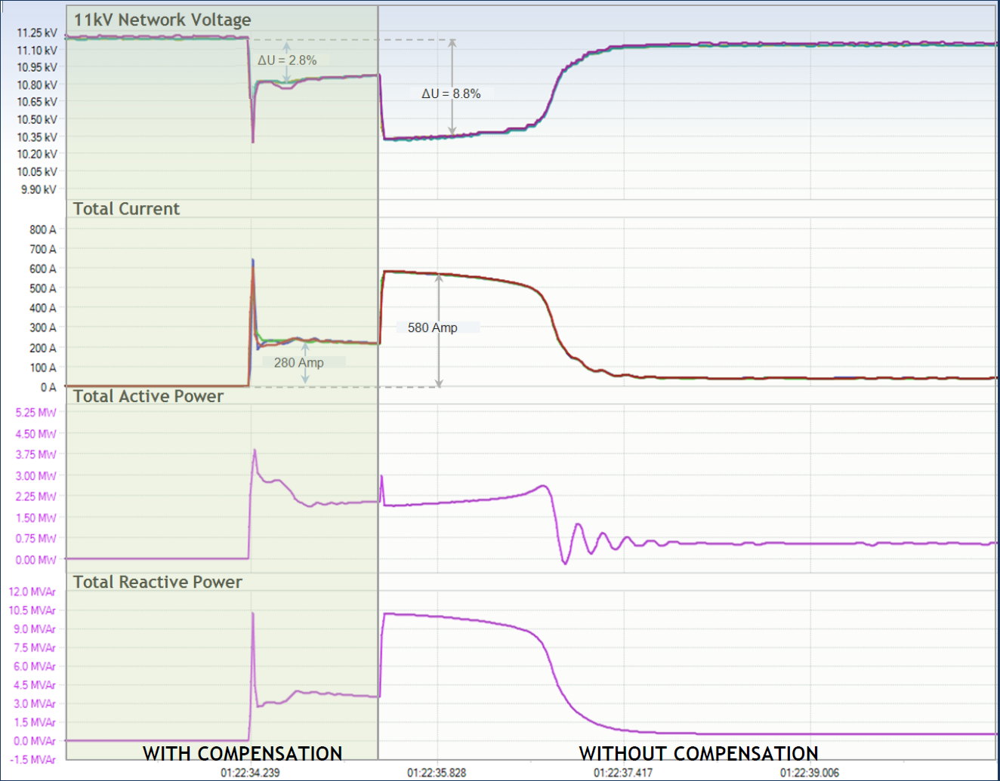 11kV Network Voltage
11.25 kV
11.10 kV
10.95 kV
10.80 kV
10.65 kV
10.50 kV
10.35 kV
10.20 kV
10.05 kV
9.90 kV
ΔU = 2.8%
ΔU = 8.8%
Total Current
800 A
700 A
600 A
500 A
400 A
300 A
200 A
100 A
0 A
580 Amp
280 Amp
Total Active Power
5.25 MW
4.50 MW
3.75 MW
3.00 MW
2.25 MW
1.50 MW
0.75 MW
0.00 MW
Total Reactive Power
12.0 MVAr
10.5 MVAr
9.0 MVAr
7.5 MVAr
6.0 MVAr
4.5 MVAr
3.0 MVAr
1.5 MVAr
0.0 MVAr
-1.5 MVAr
WITH COMPENSATION
WITHOUT COMPENSATION
01:22:34.239
01:22:35.828
01:22:37.417
01:22:39.006